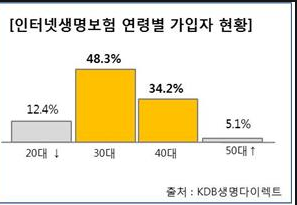 [인터넷생명보험 연령별 가입자 현황]
48.3%
34.2%
12.4%
5.1%
20대 ↓ 30대 40대 50대↑
출처 : KDB생명다이렉트